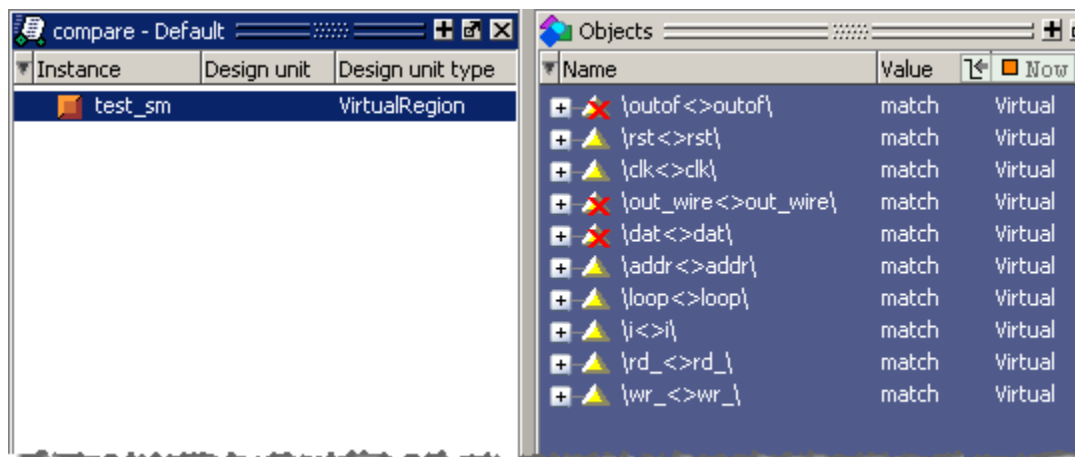 compare - Default
Instance Design unit Design unit type
test_sm VirtualRegion
Objects
Name Value Now
\outof<>outof\ match Virtual
\rst<>rst\ match Virtual
\clk<>clk\ match Virtual
\out_wire<>out_wire\ match Virtual
\dat<>dat\ match Virtual
\addr<>addr\ match Virtual
\loop<>loop\ match Virtual
\i<>i\ match Virtual
\rd_<>rd_\ match Virtual
\wr_<>wr_\ match Virtual